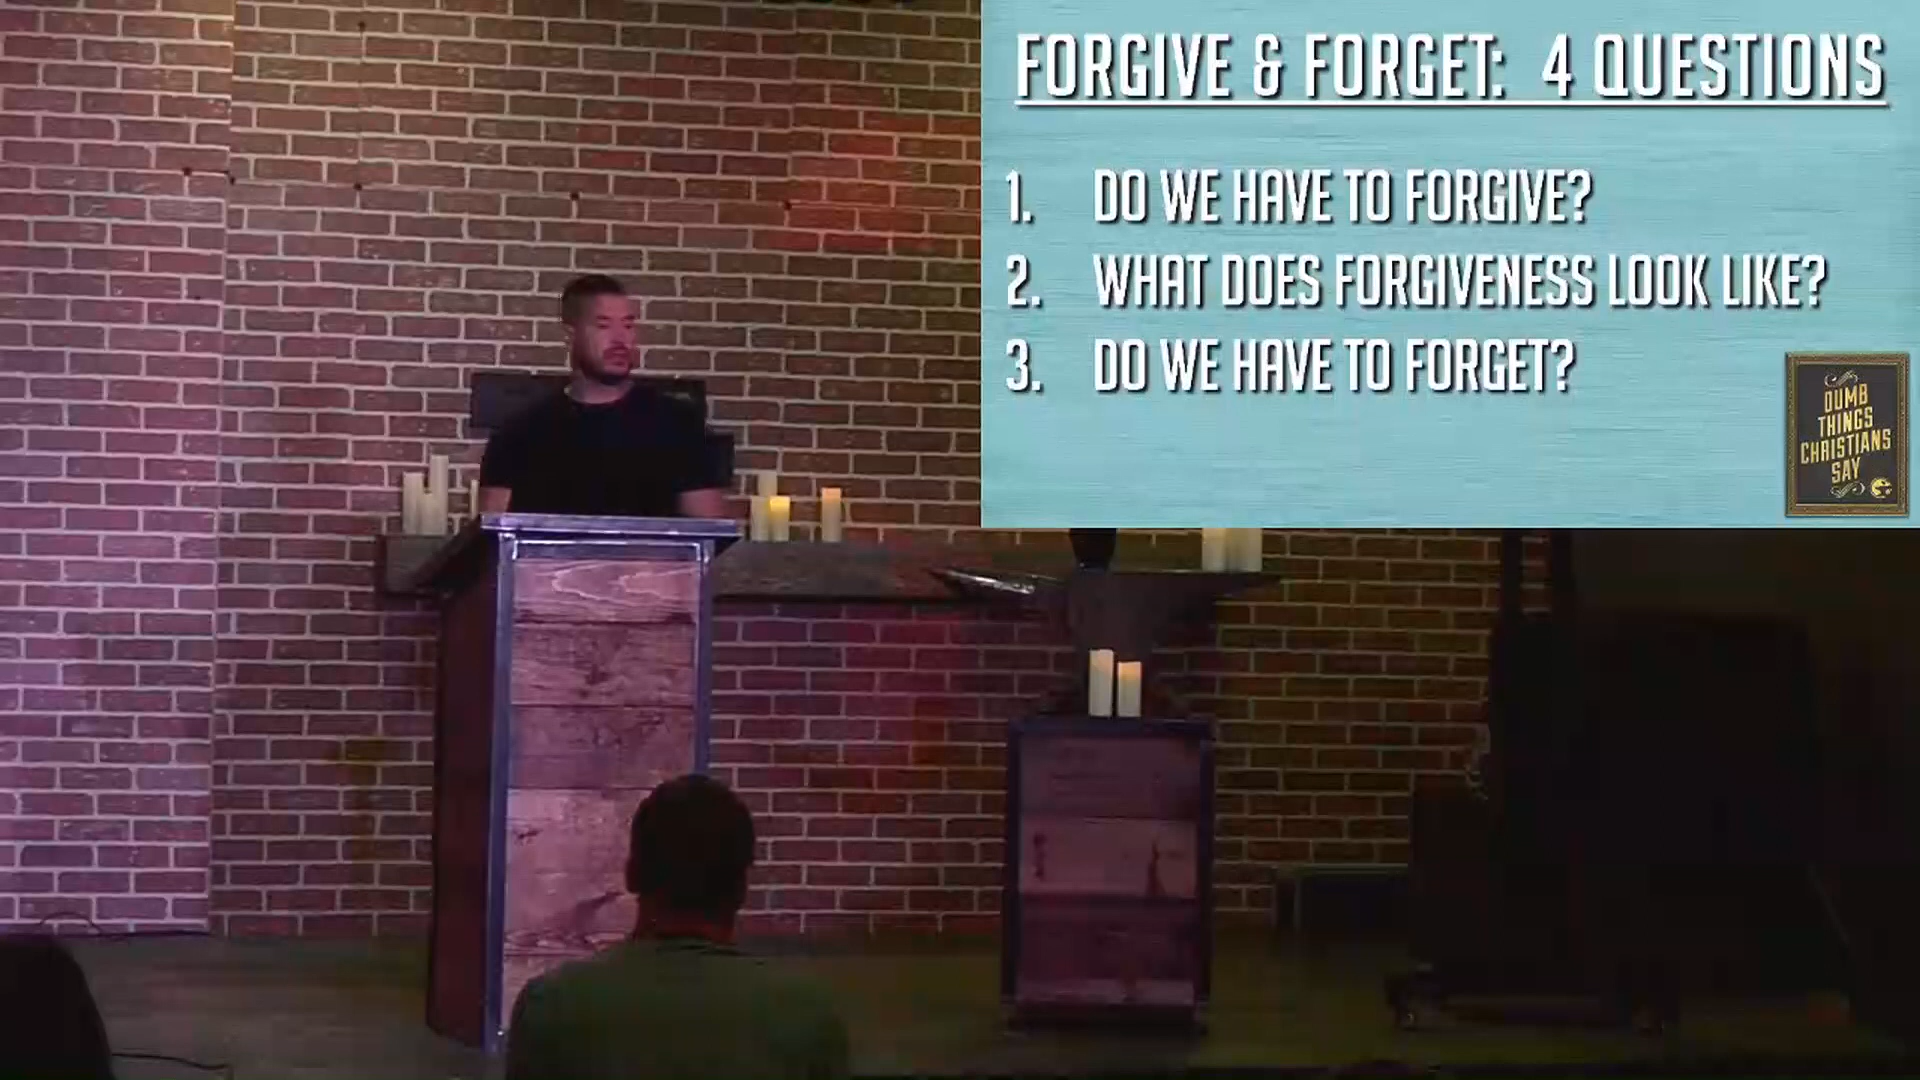 FORGIVE & FORGET: 4 QUESTIONS
1. DO WE HAVE TO FORGIVE?
2. WHAT DOES FORGIVENESS LOOK LIKE?
3. DO WE HAVE TO FORGET?
DUMB
THINGS
CHRISTIANS
SAY